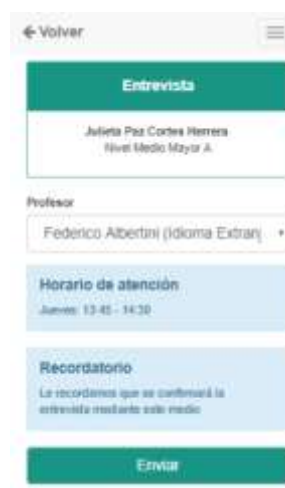 Volver
Entrevista
Julieta Paz Cortes Herrera
Nivel Medio Mayor A
Profesor
Federico Albertini (Idioma Extranj
Horario de atención
Jueves: 13:45 - 14:30
Recordatorio
Le recordamos que se confirmará la
entrevista mediante este medio
Enviar